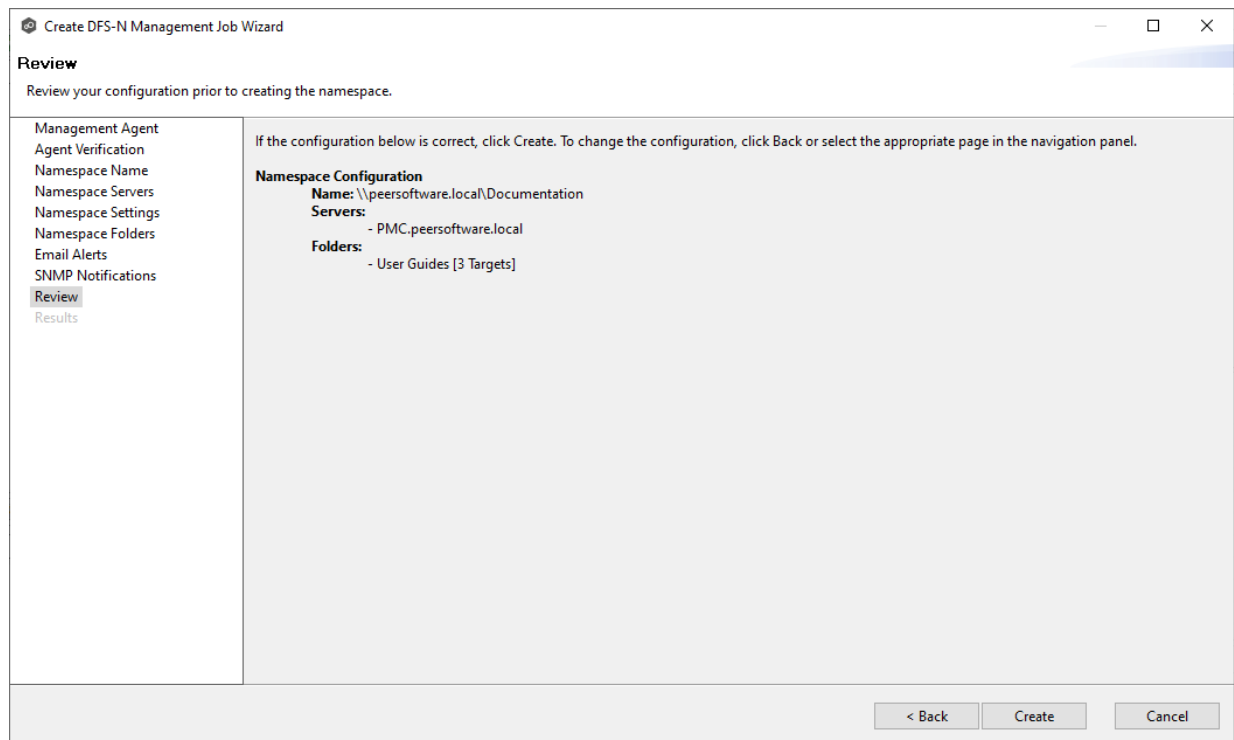 Create DFS-N Management Job Wizard
Review
Review your configuration prior to creating the namespace.
Management Agent
Agent Verification
Namespace Name
Namespace Servers
Namespace Settings
Namespace Folders
Email Alerts
SNMP Notifications
Review
Results
If the configuration below is correct, click Create. To change the configuration, click Back or select the appropriate page in the navigation panel.
Namespace Configuration
Name: \\peersoftware.local\Documentation
Servers:
- PMC.peersoftware.local
Folders:
- User Guides [3 Targets]
< Back Create Cancel